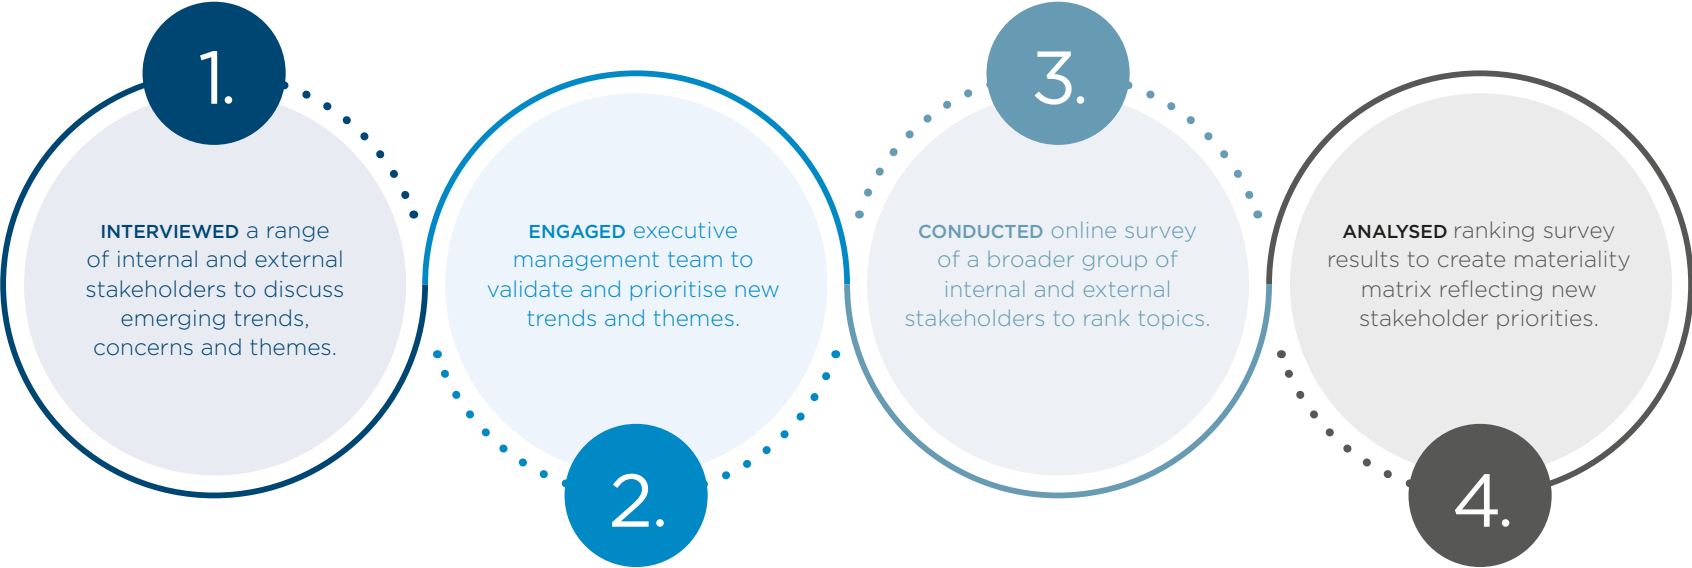 1.
INTERVIEWED a range
of internal and external
stakeholders to discuss
emerging trends,
concerns and themes.
2.
ENGAGED executive
management team to
validate and prioritise new
trends and themes.
3.
CONDUCTED online survey
of a broader group of
internal and external
stakeholders to rank topics.
4.
ANALYSED ranking survey
results to create materiality
matrix reflecting new
stakeholder priorities.